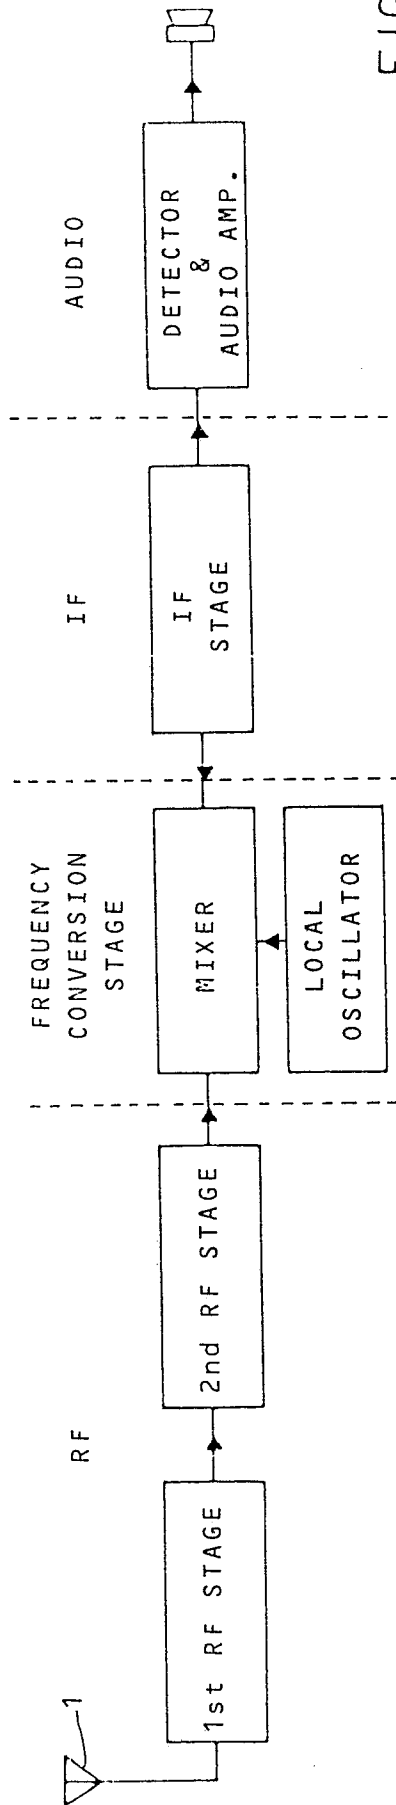 1
RF
1st RF STAGE
2nd RF STAGE
FREQUENCY
CONVERSION
STAGE
MIXER
LOCAL
OSCILLATOR
IF
IF
STAGE
AUDIO
DETECTOR
&
AUDIO AMP.